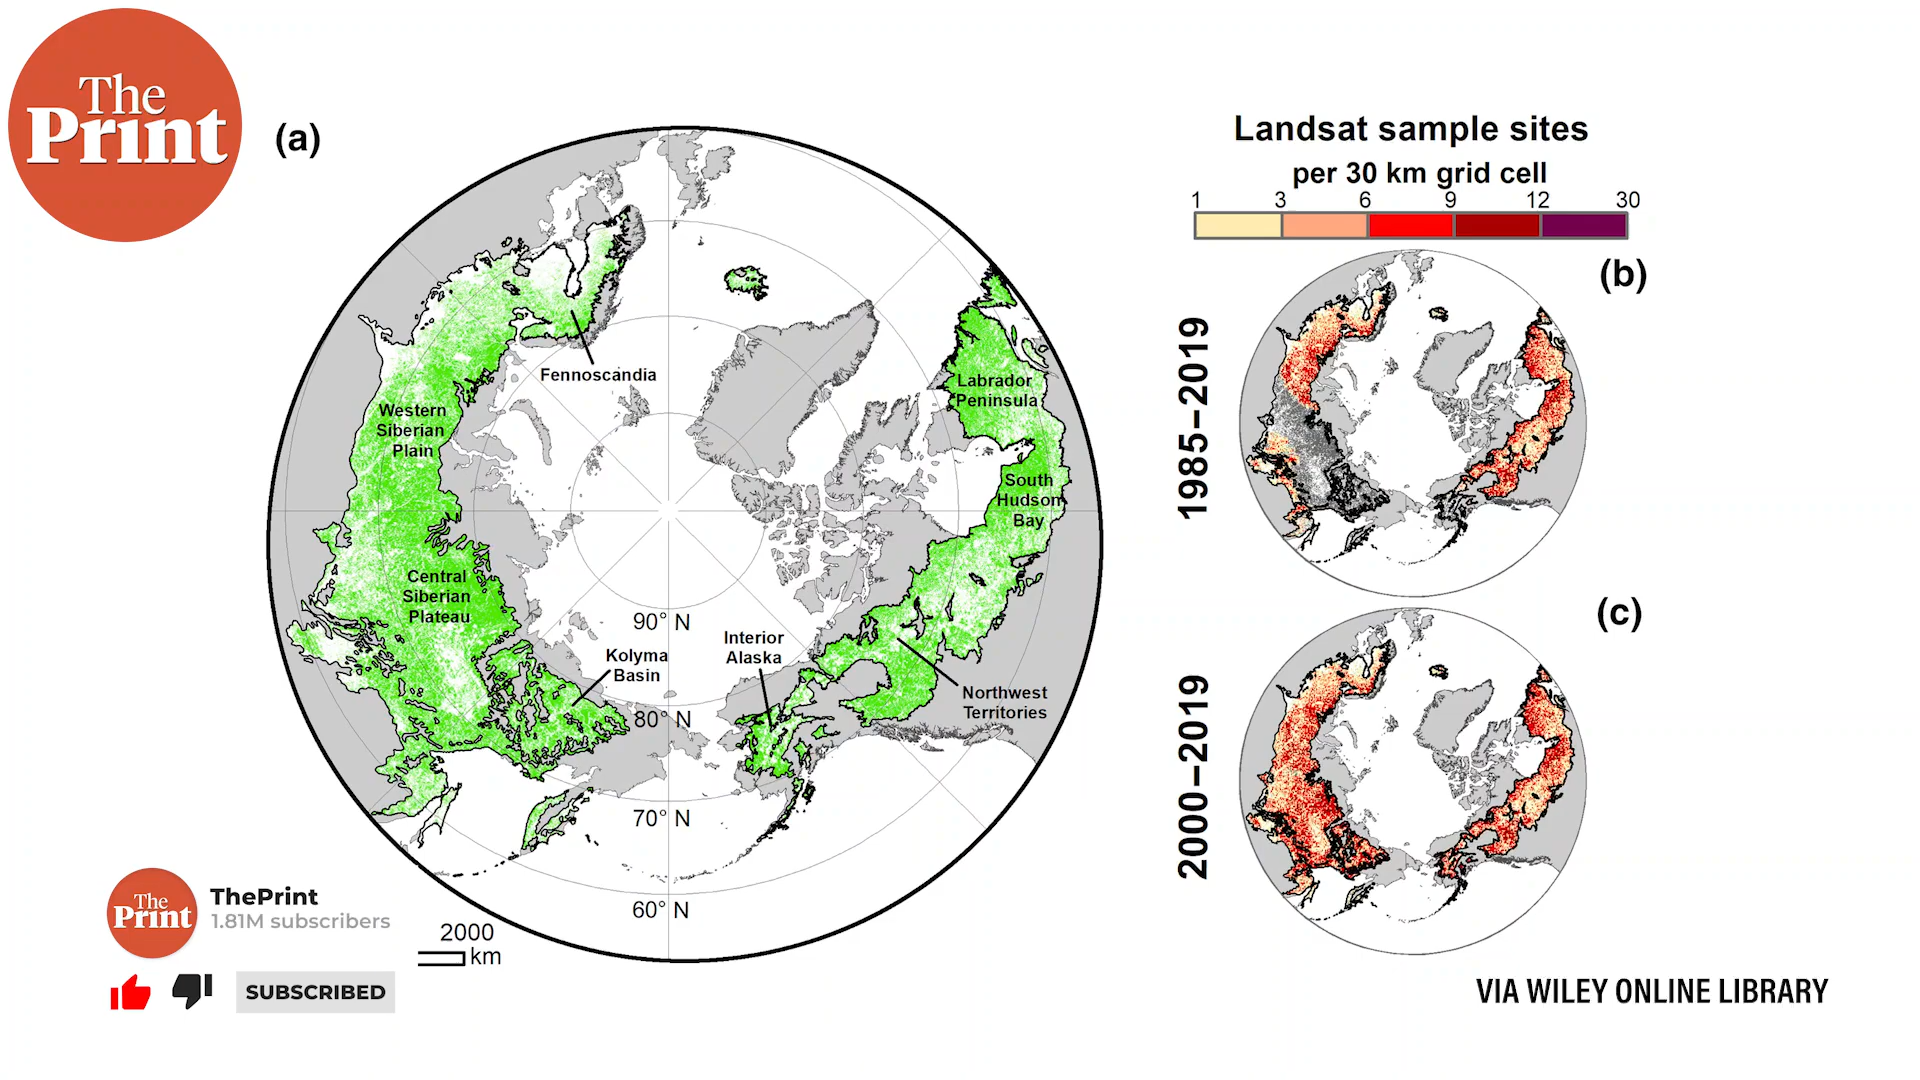 The
Print
(a)
Landsat sample sites
per 30 km grid cell
1 3 6 9 12 30
(b)
1985–2019
Fennoscandia
Labrador
Peninsula
Western
Siberian
Plain
South
Hudson
Bay
Central
Siberian
Plateau
90° N
Interior
Alaska
Kolyma
Basin
(c)
2000–2019
Northwest
Territories
80° N
70° N
60° N
The
Print
ThePrint
1.81M subscribers
2000
km
SUBSCRIBED
VIA WILEY ONLINE LIBRARY